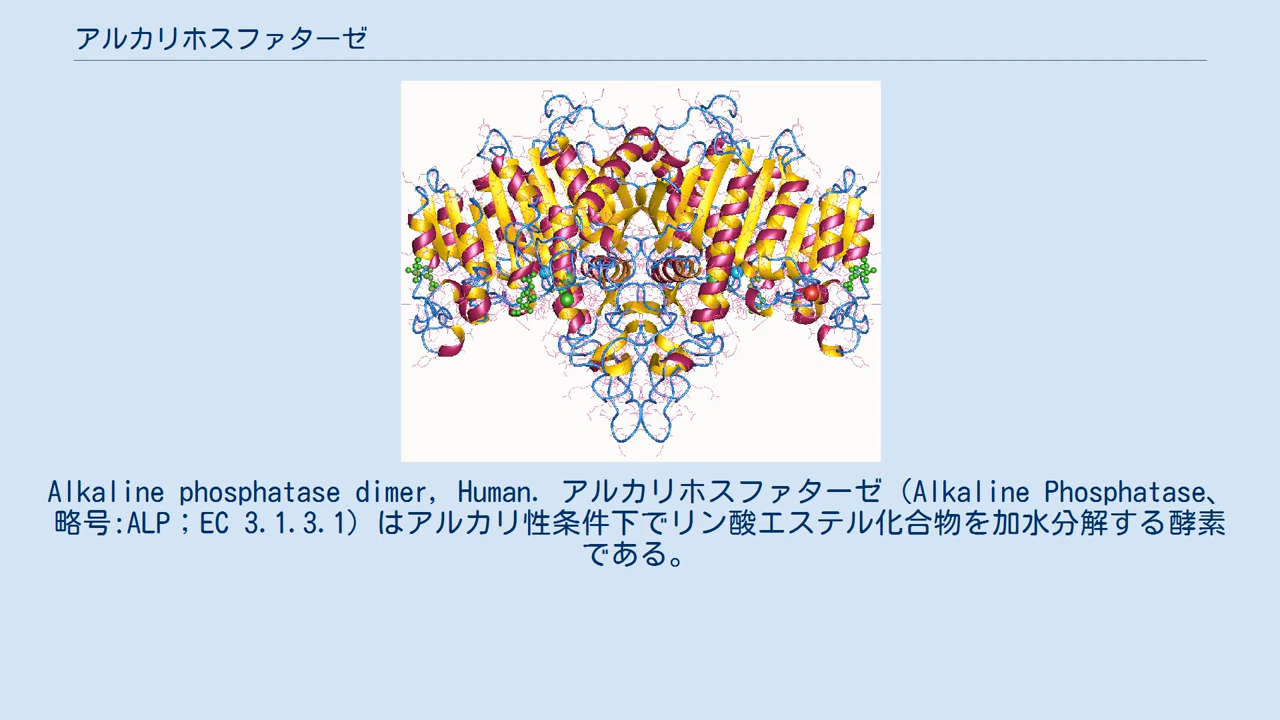 アルカリホスファターゼ
Alkaline phosphatase dimer, Human. アルカリホスファターゼ（Alkaline Phosphatase、
略号:ALP；EC 3.1.3.1）はアルカリ性条件下でリン酸エステル化合物を加水分解する酵素
である。